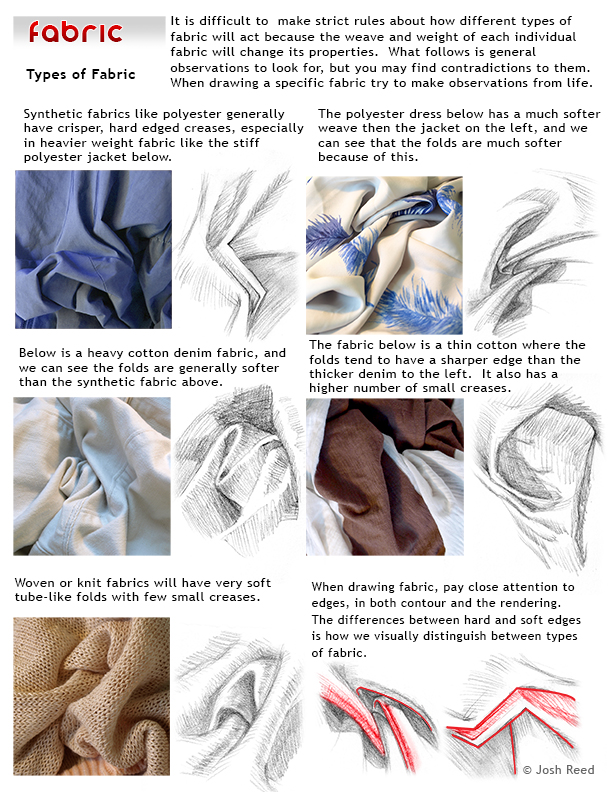 fabric
Types of Fabric
It is difficult to make strict rules about how different types of
fabric will act because the weave and weight of each individual
fabric will change its properties. What follows is general
observations to look for, but you may find contradictions to them.
When drawing a specific fabric try to make observations from life.
Synthetic fabrics like polyester generally
have crisper, hard edged creases, especially
in heavier weight fabric like the stiff
polyester jacket below.
The polyester dress below has a much softer
weave then the jacket on the left, and we
can see that the folds are much softer
because of this.
Below is a heavy cotton denim fabric, and
we can see the folds are generally softer
than the synthetic fabric above.
The fabric below is a thin cotton where the
folds tend to have a sharper edge than the
thicker denim to the left. It also has a
higher number of small creases.
Woven or knit fabrics will have very soft
tube-like folds with few small creases.
When drawing fabric, pay close attention to
edges, in both contour and the rendering.
The differences between hard and soft edges
is how we visually distinguish between types
of fabric.
© Josh Reed